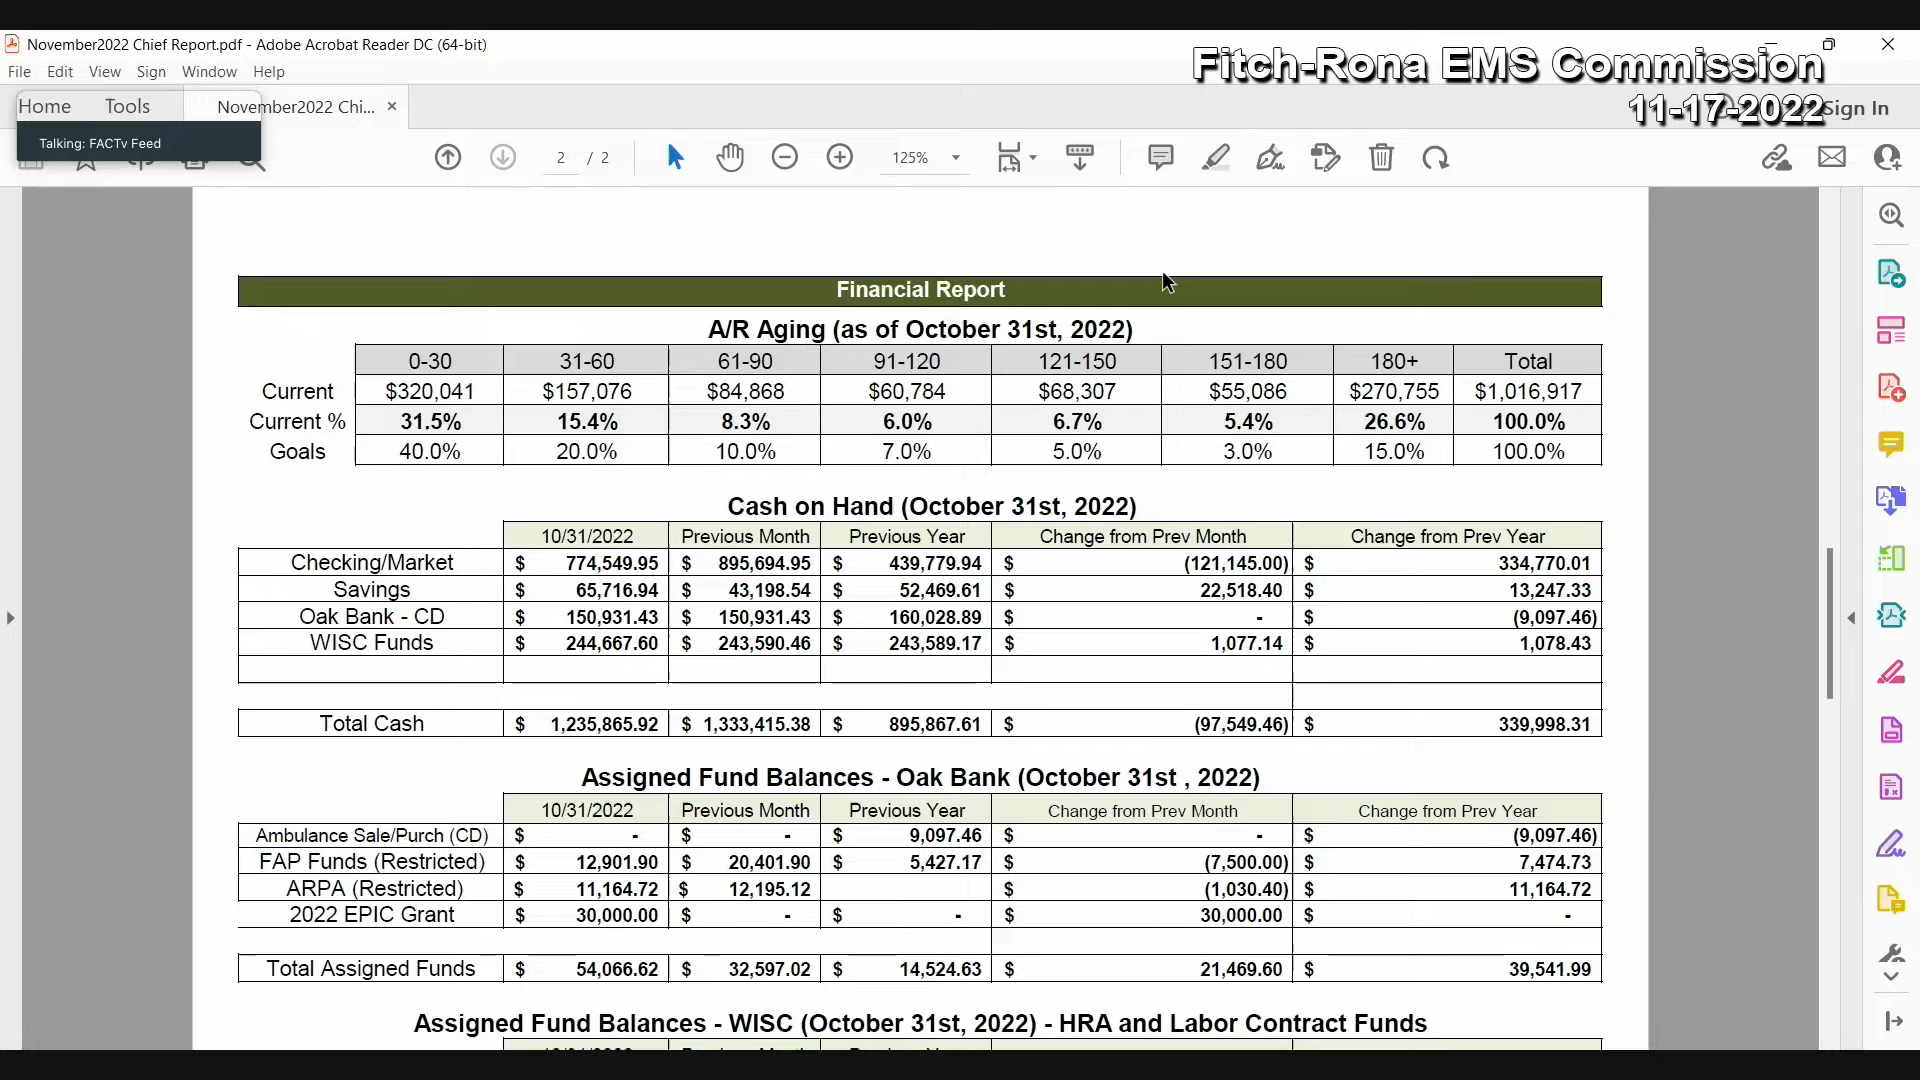 November2022 Chief Report.pdf - Adobe Acrobat Reader DC (64-bit)
Fitch-Rona EMS Commission
11-17-2022
File Edit View Sign Window Help
Home Tools November2022 Chi... × Sign In
Talking: FACTv Feed
2 / 2 125%
Financial Report
A/R Aging (as of October 31st, 2022)
0-30 31-60 61-90 91-120 121-150 151-180 180+ Total
Current $320,041 $157,076 $84,868 $60,784 $68,307 $55,086 $270,755 $1,016,917
Current % 31.5% 15.4% 8.3% 6.0% 6.7% 5.4% 26.6% 100.0%
Goals 40.0% 20.0% 10.0% 7.0% 5.0% 3.0% 15.0% 100.0%
Cash on Hand (October 31st, 2022)
10/31/2022 Previous Month Previous Year Change from Prev Month Change from Prev Year
Checking/Market $ 774,549.95 $ 895,694.95 $ 439,779.94 $ (121,145.00) $ 334,770.01
Savings $ 65,716.94 $ 43,198.54 $ 52,469.61 $ 22,518.40 $ 13,247.33
Oak Bank - CD $ 150,931.43 $ 150,931.43 $ 160,028.89 $ - $ (9,097.46)
WISC Funds $ 244,667.60 $ 243,590.46 $ 243,589.17 $ 1,077.14 $ 1,078.43
Total Cash $ 1,235,865.92 $ 1,333,415.38 $ 895,867.61 $ (97,549.46) $ 339,998.31
Assigned Fund Balances - Oak Bank (October 31st , 2022)
10/31/2022 Previous Month Previous Year Change from Prev Month Change from Prev Year
Ambulance Sale/Purch (CD) $ - $ - $ 9,097.46 $ - $ (9,097.46)
FAP Funds (Restricted) $ 12,901.90 $ 20,401.90 $ 5,427.17 $ (7,500.00) $ 7,474.73
ARPA (Restricted) $ 11,164.72 $ 12,195.12 $ (1,030.40) $ 11,164.72
2022 EPIC Grant $ 30,000.00 $ - $ - $ 30,000.00 $ -
Total Assigned Funds $ 54,066.62 $ 32,597.02 $ 14,524.63 $ 21,469.60 $ 39,541.99
Assigned Fund Balances - WISC (October 31st, 2022) - HRA and Labor Contract Funds